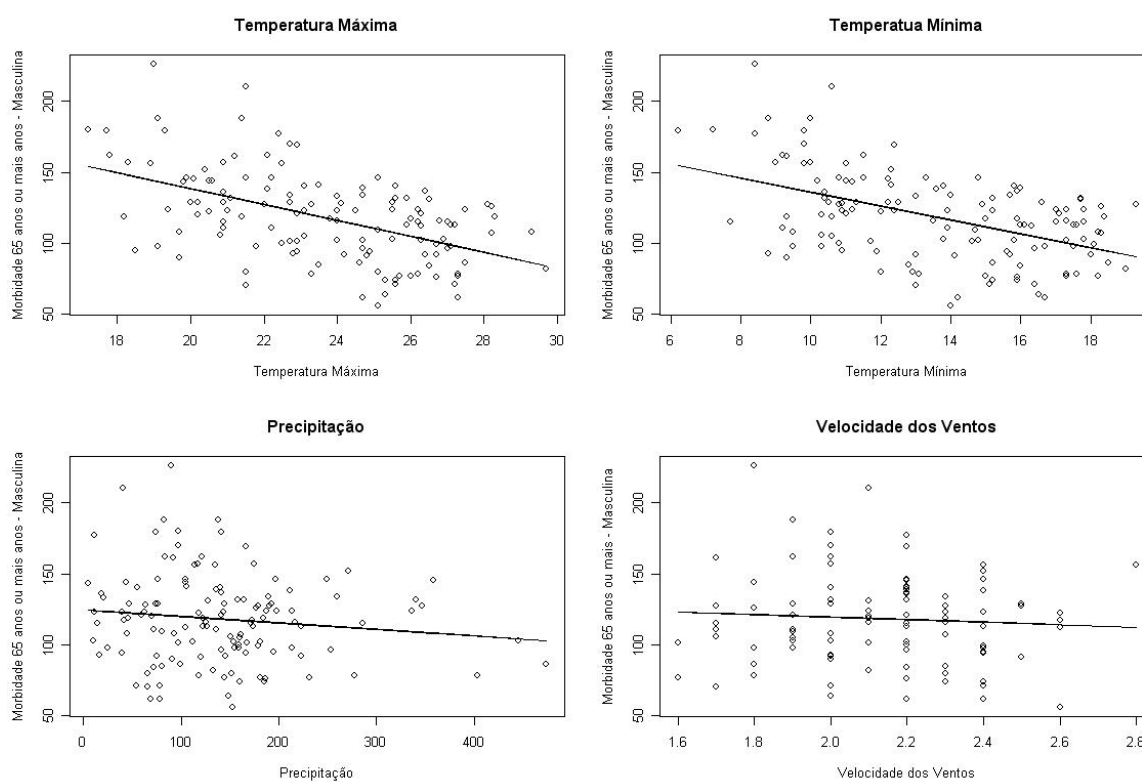 Temperatura Máxima
Morbidade 65 anos ou mais anos - Masculina
200
150
100
50
18 20 22 24 26 28 30
Temperatura Máxima
Temperatua Mínima
Morbidade 65 anos ou mais anos - Masculina
200
150
100
50
6 8 10 12 14 16 18
Temperatura Mínima
Precipitação
Morbidade 65 anos ou mais anos - Masculina
200
150
100
50
0 100 200 300 400
Precipitação
Velocidade dos Ventos
Morbidade 65 anos ou mais - Masculina
200
150
100
50
1.6 1.8 2.0 2.2 2.4 2.6 2.8
Velocidade dos Ventos